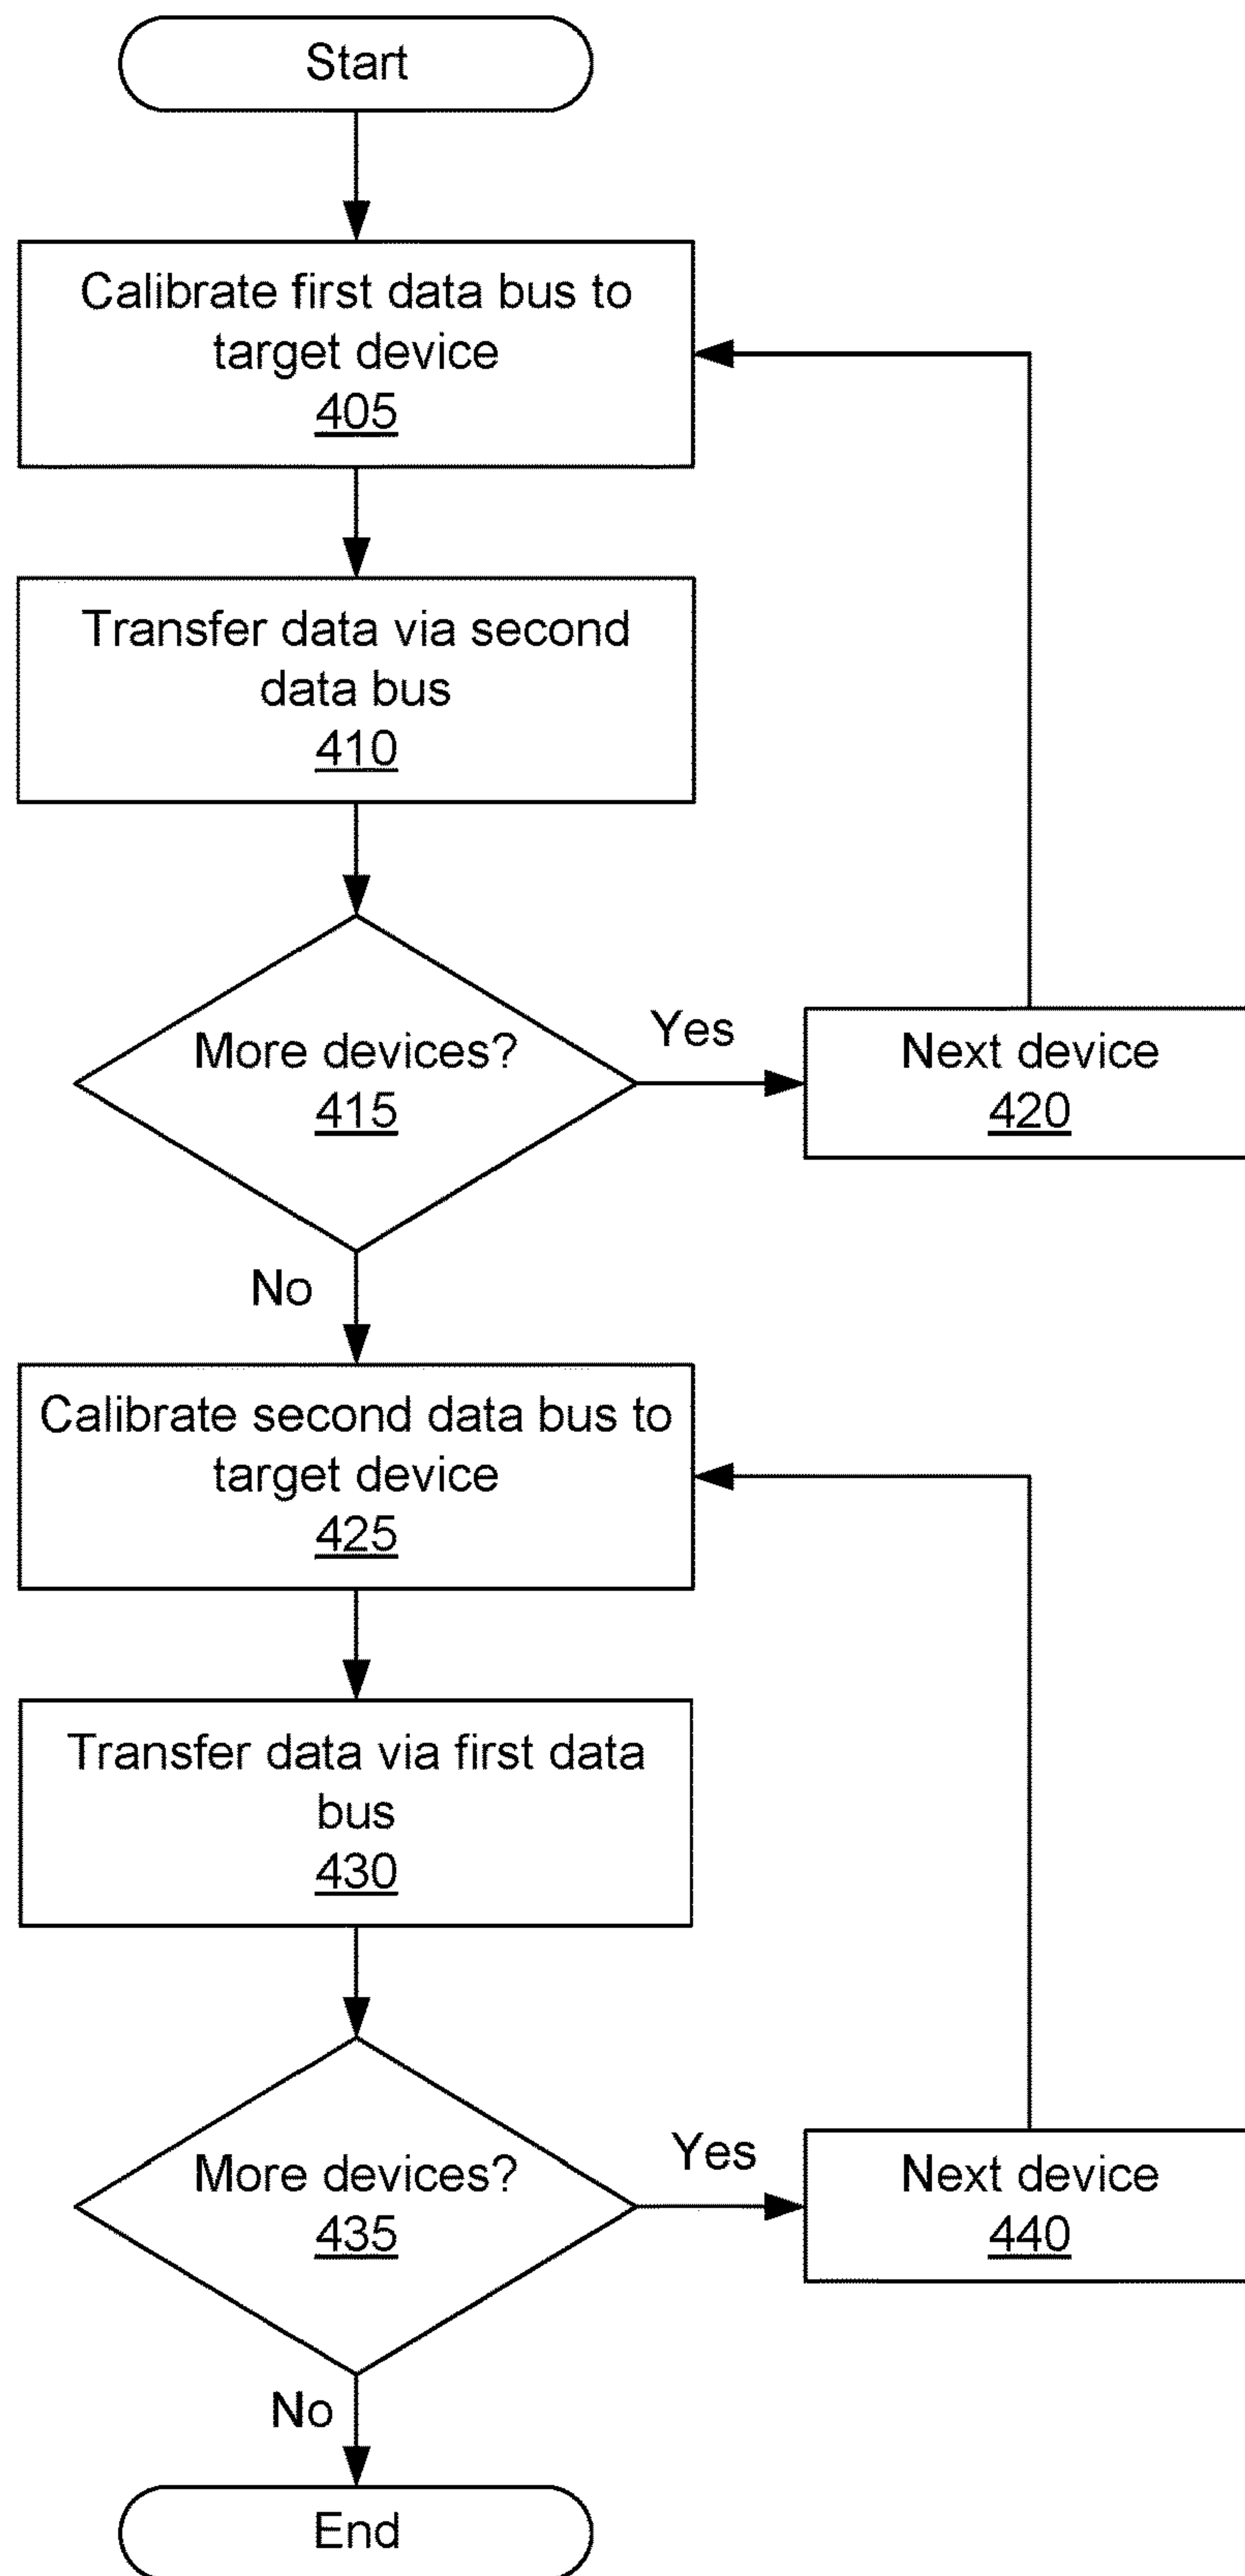 Start
Calibrate first data bus to
target device
405
Transfer data via second
data bus
410
More devices?
415
Yes
Next device
420
No
Calibrate second data bus to
target device
425
Transfer data via first data
bus
430
More devices?
435
Yes
Next device
440
No
End